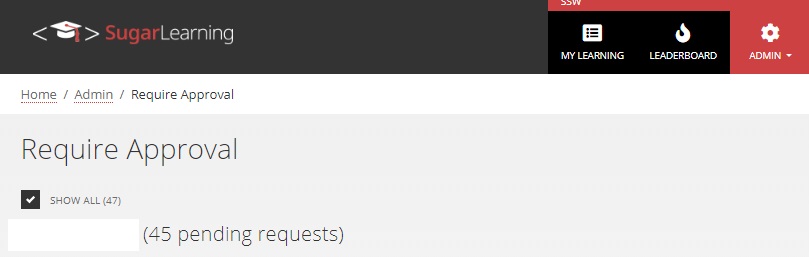 SSW
< > SugarLearning
MY LEARNING
LEADERBOARD
ADMIN
Home / Admin / Require Approval
Require Approval
SHOW ALL (47)
(45 pending requests)